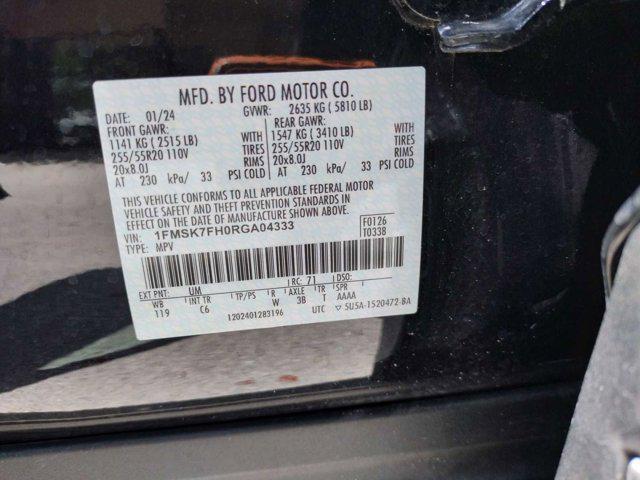 MFD. BY FORD MOTOR CO.
DATE: 01/24 GVWR: 2635 KG ( 5810 LB)
FRONT GAWR: REAR GAWR:
1141 KG ( 2515 LB) WITH 1547 KG ( 3410 LB) WITH
255/55R20 110V TIRES 255/55R20 110V TIRES
20x8.0J RIMS 20x8.0J RIMS
AT 230 kPa/ 33 PSI COLD AT 230 kPa/ 33 PSI COLD
THIS VEHICLE CONFORMS TO ALL APPLICABLE FEDERAL MOTOR
VEHICLE SAFETY AND THEFT PREVENTION STANDARDS IN
EFFECT ON THE DATE OF MANUFACTURE SHOWN ABOVE.
VIN: 1FMSK7FH0RGA04333 F0126
TYPE: MPV T0338
EXT PNT: UM RC: 71 DSO:
WB INT TR TP/PS R AXLE TR SPR
119 C6 W 3B T AAAA
1202401283196 UTC ▽ 5U5A-1520472-BA